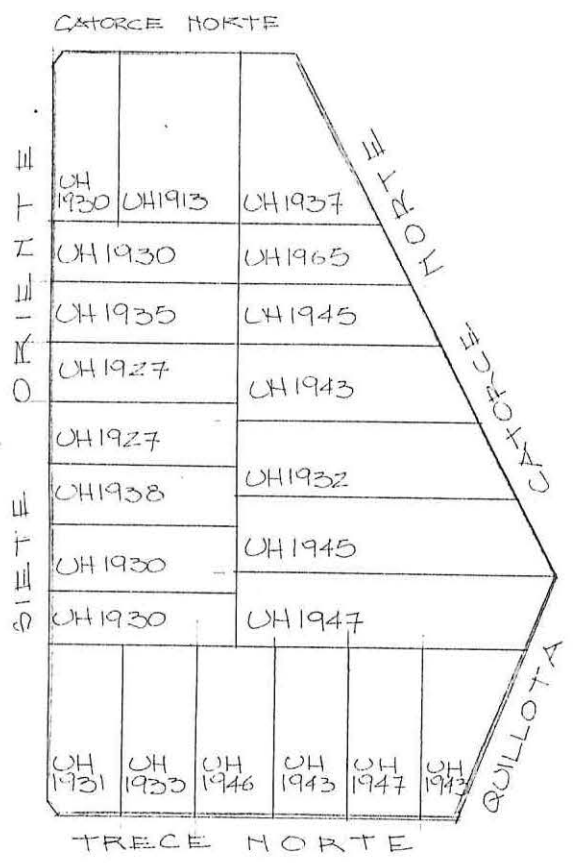 CATORCE NORTE
SIETE ORIENTE
CATORCE NORTE
UH
1930
UH1913
UH1937
UH1930
UH1965
UH1935
UH1945
UH1927
UH1943
UH1927
UH1932
UH1938
UH1945
UH1930
UH1930
UH1947
UH
1931
UH
1933
UH
1946
UH
1943
UH
1947
UH
1943
QUILLOTA
TRECE NORTE